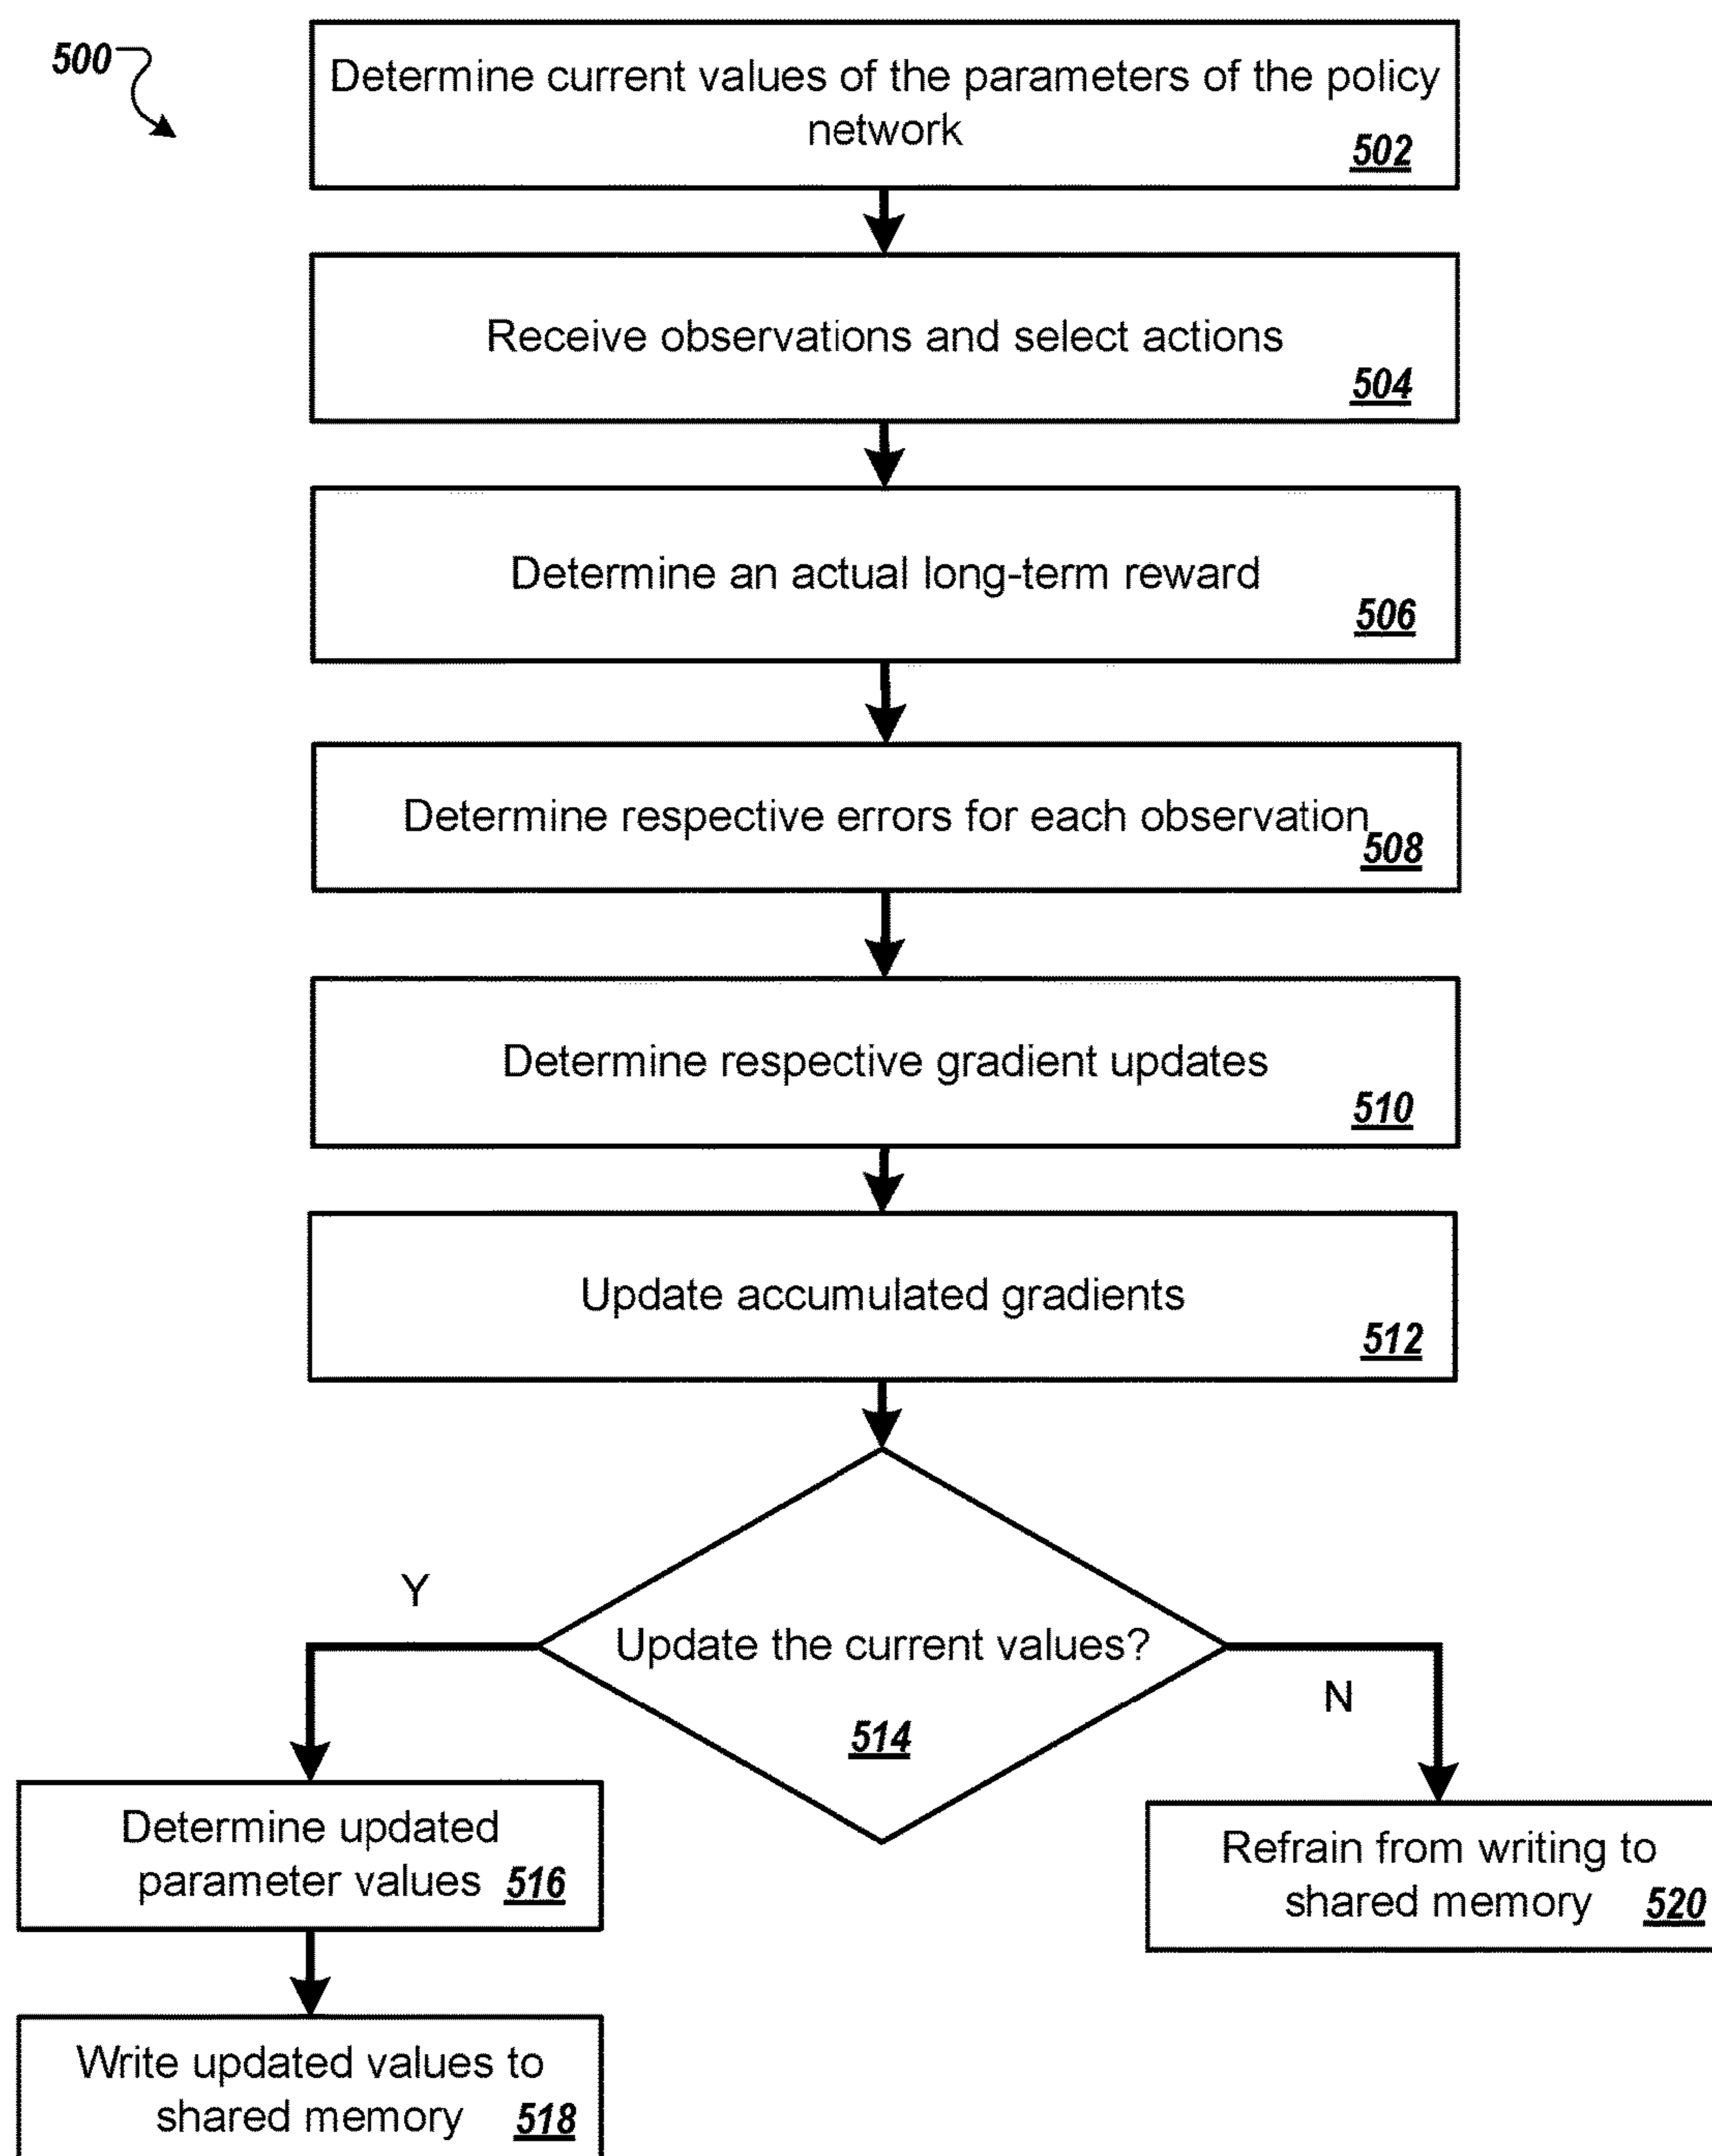 500
Determine current values of the parameters of the policy
network
502
Receive observations and select actions
504
Determine an actual long-term reward
506
Determine respective errors for each observation
508
Determine respective gradient updates
510
Update accumulated gradients
512
Y
Update the current values?
N
514
Determine updated
parameter values 516
Refrain from writing to
shared memory 520
Write updated values to
shared memory 518